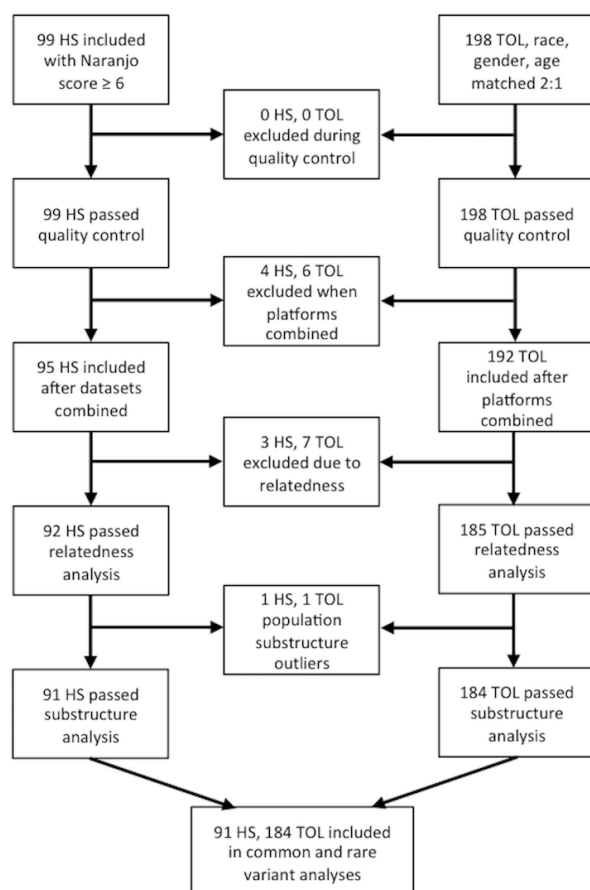 99 HS included
with Naranjo
score ≥ 6
198 TOL, race,
gender, age
matched 2:1
0 HS, 0 TOL
excluded during
quality control
99 HS passed
quality control
198 TOL passed
quality control
4 HS, 6 TOL
excluded when
platforms
combined
95 HS included
after datasets
combined
192 TOL
included after
platforms
combined
3 HS, 7 TOL
excluded due to
relatedness
92 HS passed
relatedness
analysis
185 TOL passed
relatedness
analysis
1 HS, 1 TOL
population
substructure
outliers
91 HS passed
substructure
analysis
184 TOL passed
substructure
analysis
91 HS, 184 TOL included
in common and rare
variant analyses